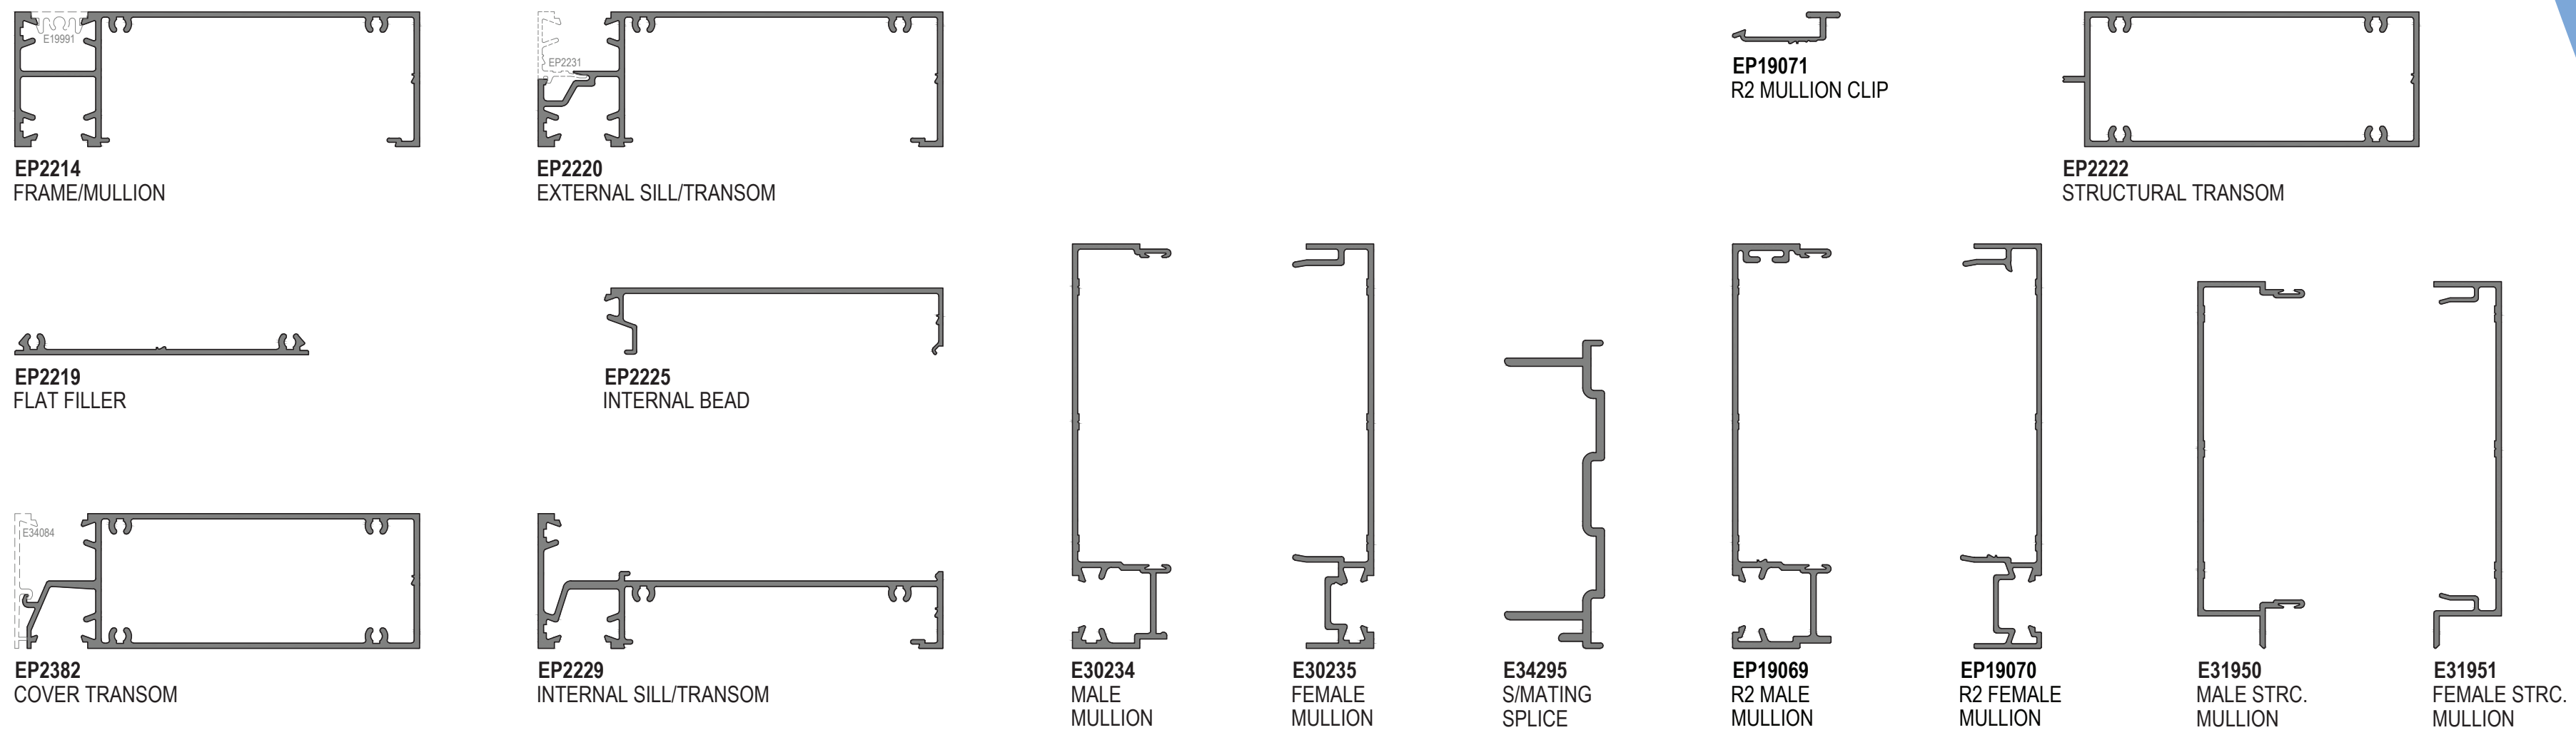 E19991
EP2214
FRAME/MULLION
EP2231
EP2220
EXTERNAL SILL/TRANSOM
EP19071
R2 MULLION CLIP
EP2222
STRUCTURAL TRANSOM
EP2219
FLAT FILLER
EP2225
INTERNAL BEAD
E34084
EP2382
COVER TRANSOM
EP2229
INTERNAL SILL/TRANSOM
E30234
MALE
MULLION
E30235
FEMALE
MULLION
E34295
S/MATING
SPLICE
EP19069
R2 MALE
MULLION
EP19070
R2 FEMALE
MULLION
E31950
MALE STRC.
MULLION
E31951
FEMALE STRC.
MULLION